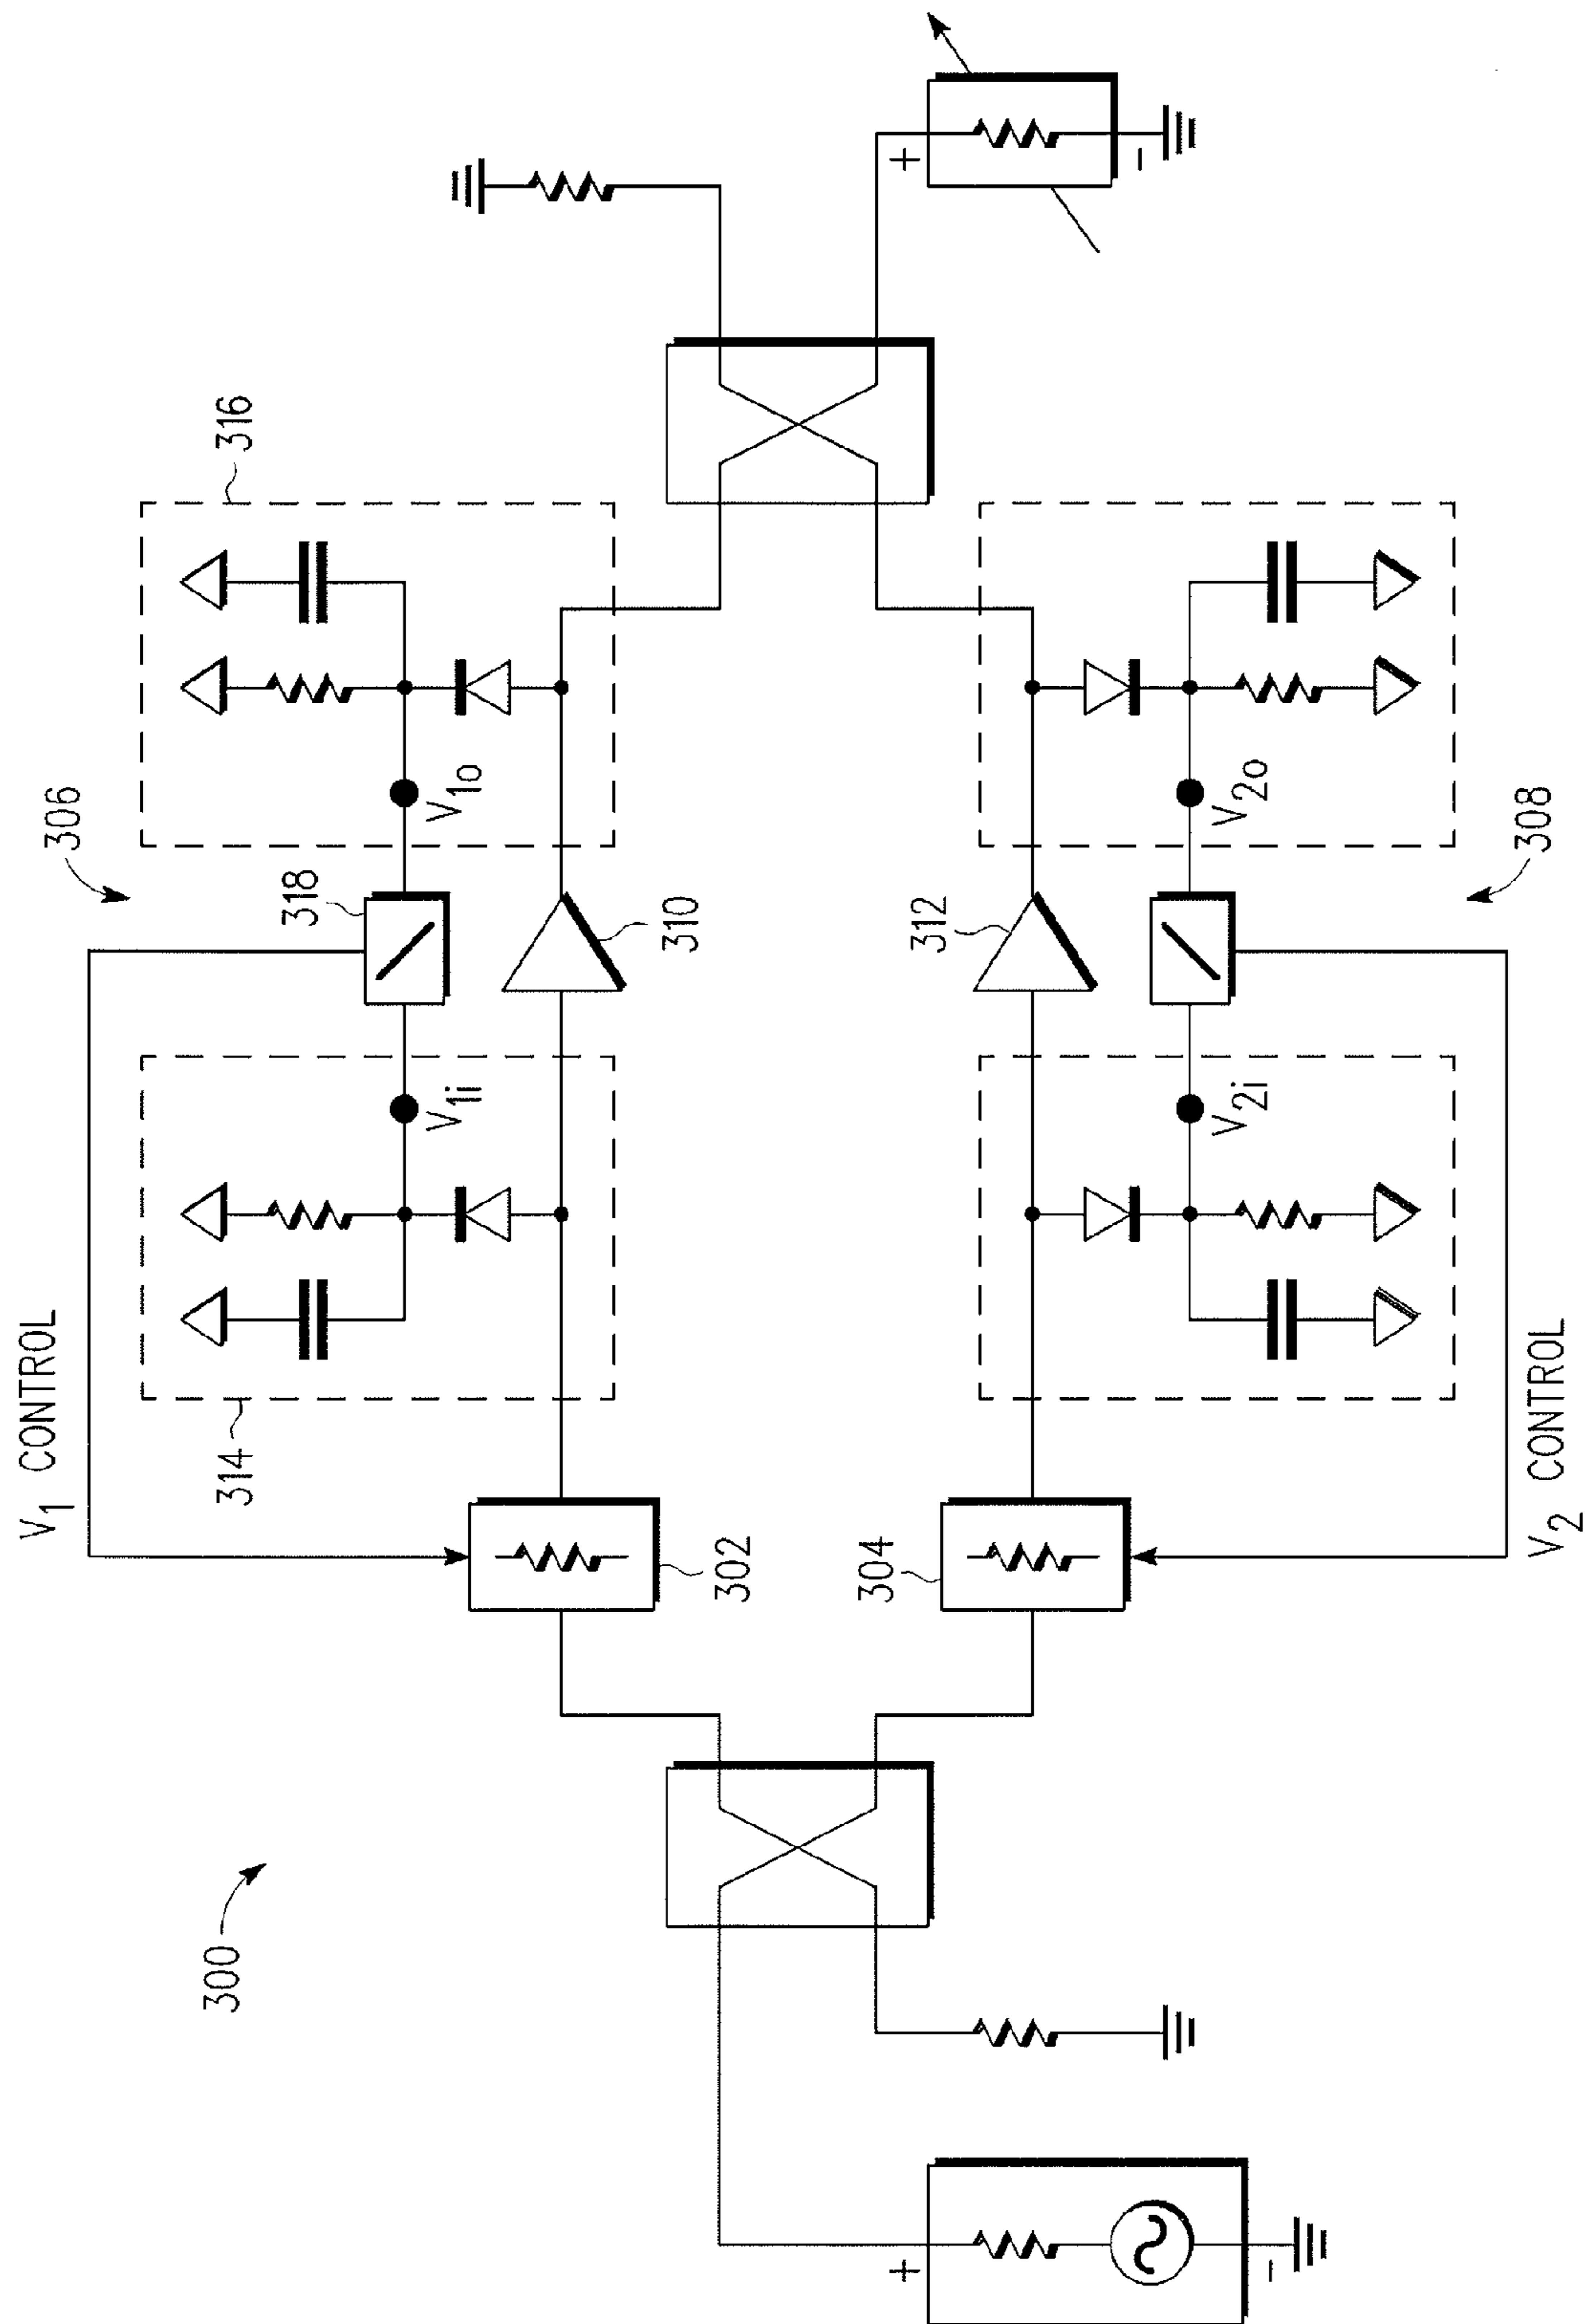 V1 CONTROL
306
316
314
V1i
318
V1o
310
300
302
+
-
304
312
+
-
V2i
V2o
308
V2 CONTROL